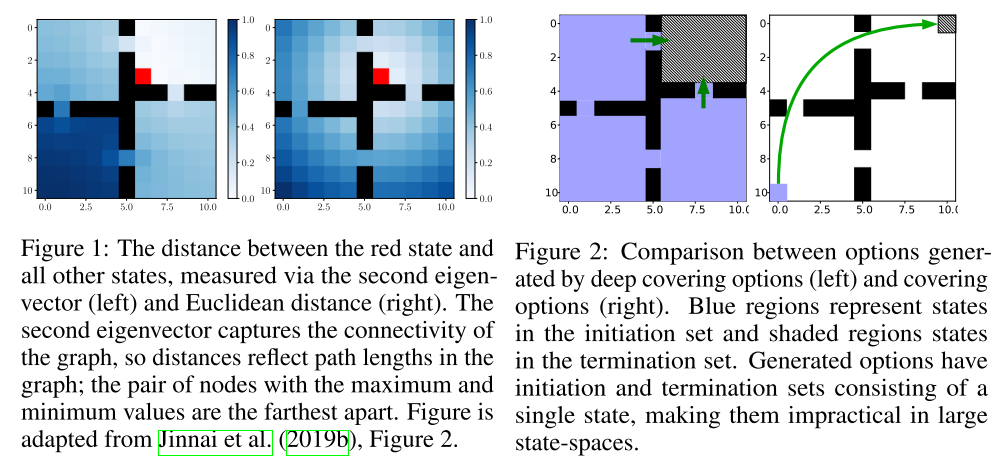 0
2
4
6
8
10
0.0 2.5 5.0 7.5 10.0
1.0
0.8
0.6
0.4
0.2
0.0
0
2
4
6
8
10
0.0 2.5 5.0 7.5 10.0
1.0
0.8
0.6
0.4
0.2
0.0
Figure 1: The distance between the red state and
all other states, measured via the second eigen-
vector (left) and Euclidean distance (right). The
second eigenvector captures the connectivity of
the graph, so distances reflect path lengths in the
graph; the pair of nodes with the maximum and
minimum values are the farthest apart. Figure is
adapted from Jinnai et al. (2019b), Figure 2.
0
2
4
6
8
10
0.0 2.5 5.0 7.5 10.0
0
2
4
6
8
10
0.0 2.5 5.0 7.5 10.0
Figure 2: Comparison between options gener-
ated by deep covering options (left) and covering
options (right). Blue regions represent states
in the initiation set and shaded regions states
in the termination set. Generated options have
initiation and termination sets consisting of a
single state, making them impractical in large
state-spaces.